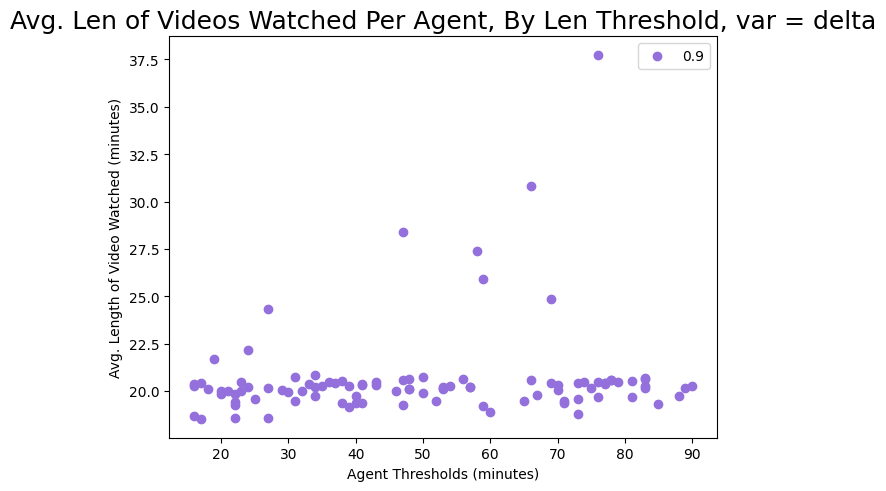 Avg. Len of Videos Watched Per Agent, By Len Threshold, var = delta
0.9
37.5
35.0
32.5
30.0
27.5
25.0
22.5
20.0
Avg. Length of Video Watched (minutes)
20 30 40 50 60 70 80 90
Agent Thresholds (minutes)